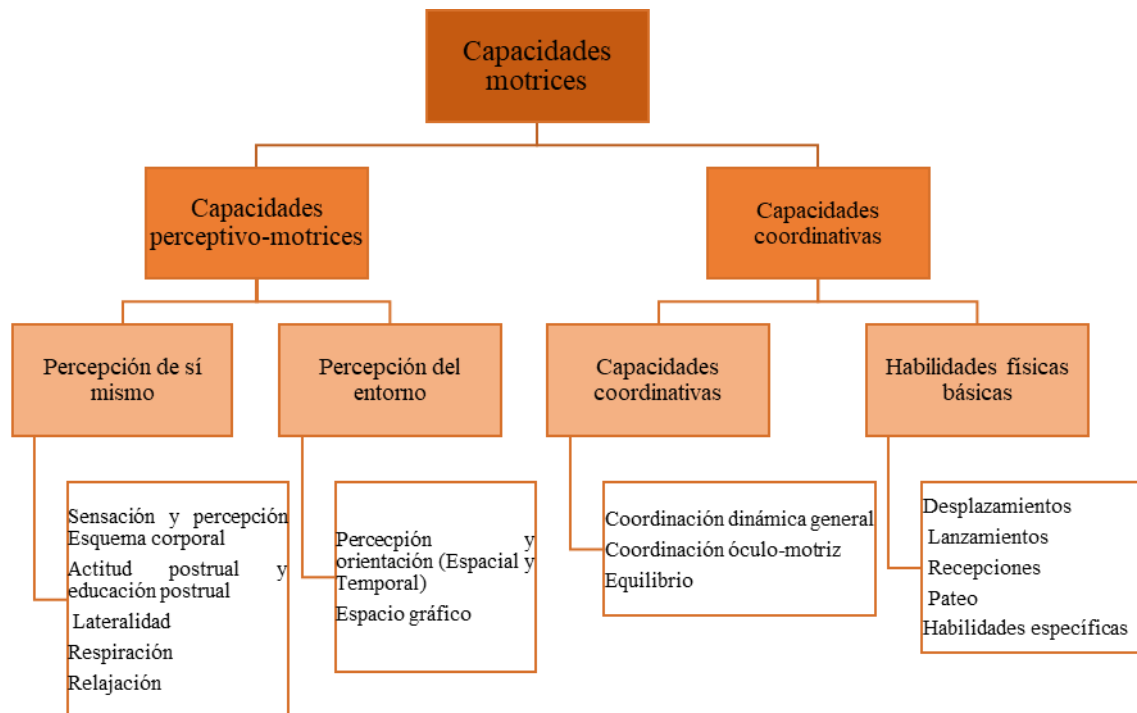 Capacidades
motrices
Capacidades
perceptivo-motrices
Capacidades
coordinativas
Percepción de sí
mismo
Percepción del
entorno
Capacidades
coordinativas
Habilidades físicas
básicas
Sensación y percepción
Esquema corporal
Actitud postrual y
educación postrual
Lateralidad
Respiración
Relajación
Perecpción y
orientación (Espacial y
Temporal)
Espacio gráfico
Coordinación dinámica general
Coordinación óculo-motriz
Equilibrio
Desplazamientos
Lanzamientos
Recepciones
Pateo
Habilidades específicas